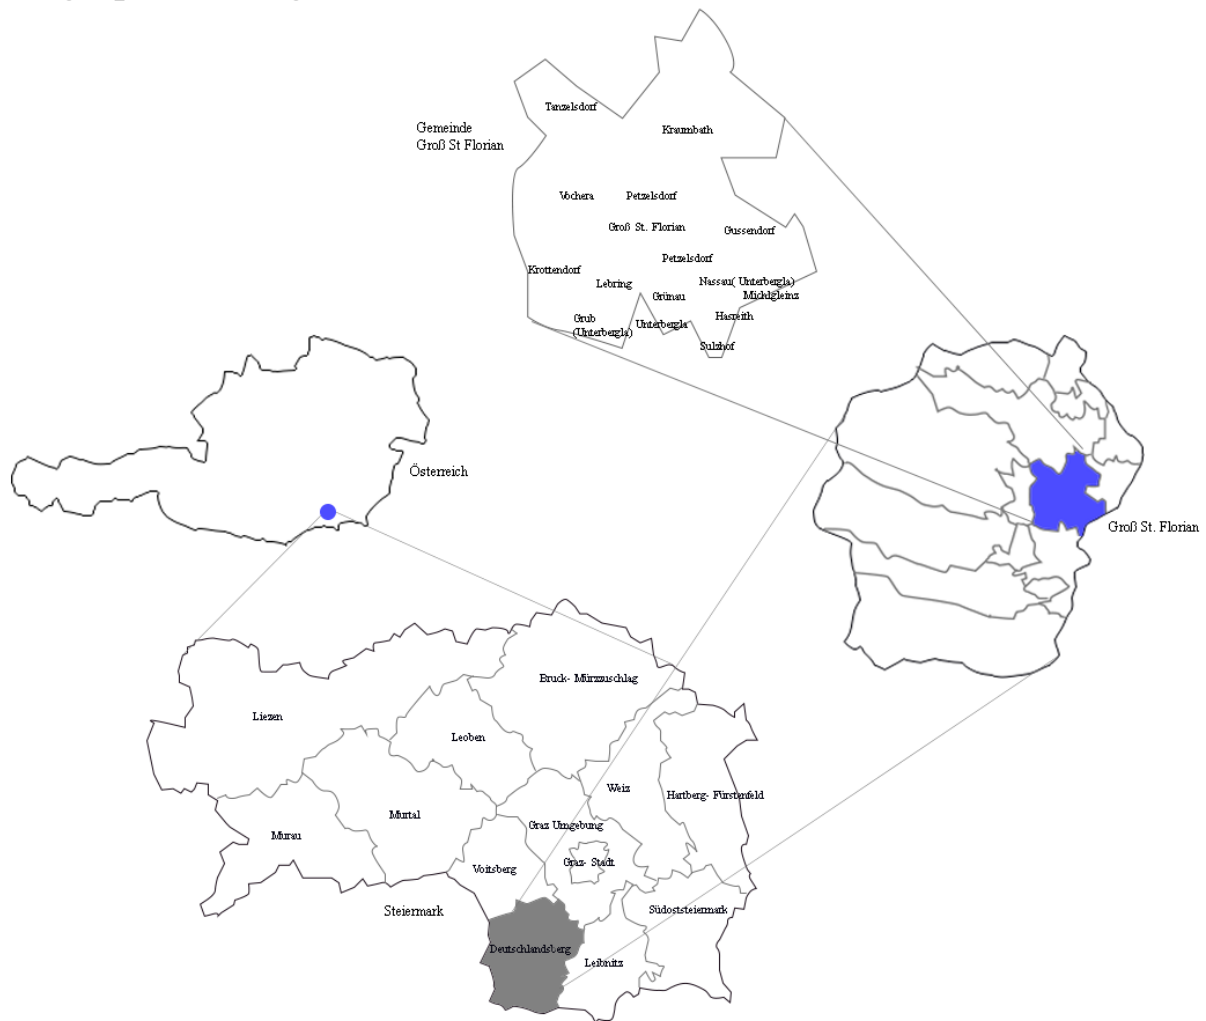 Tanzelsdorf
Gemeinde
Groß St Florian
Kraumbath
Vochera
Petzelsdorf
Groß St. Florian
Gussendorf
Petzelsdorf
Krottendorf
Lebring
Nassau( Unterbergla)
Grünau
Michlgleinz
Grub
(Unterbergla)
Unterbergla
Hasreith
Sulzhof
Österreich
Groß St. Florian
Bruck- Mürzzuschlag
Liezen
Leoben
Weiz
Hartberg- Fürstenfeld
Murtal
Graz Umgebung
Murau
Graz- Stadt
Voitsberg
Steiermark
Südoststeiermark
Deutschlandsberg
Leibnitz